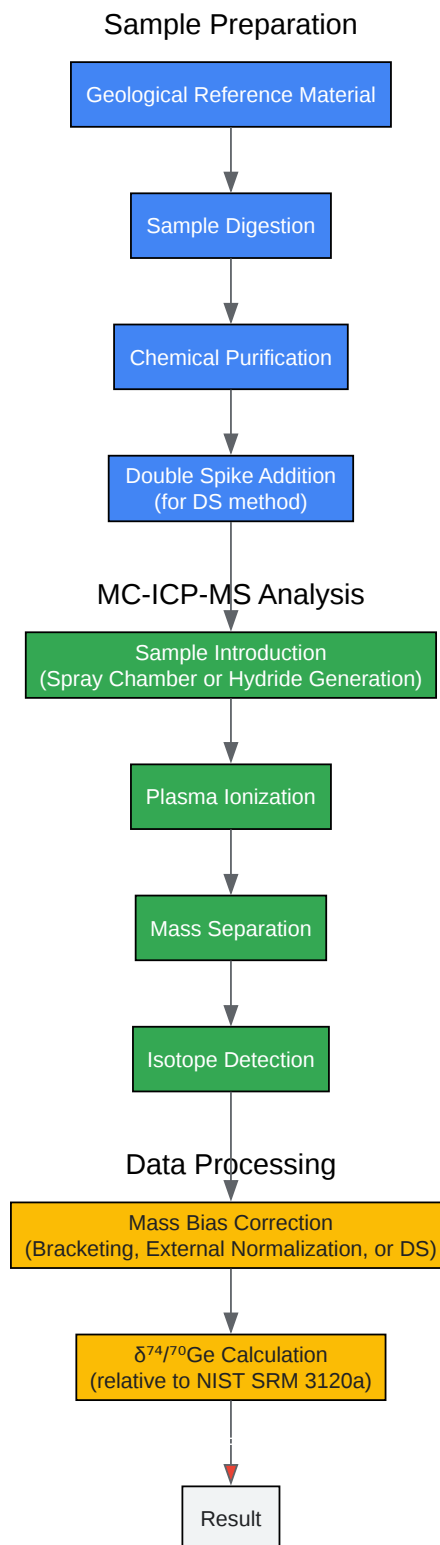 Sample Preparation
Geological Reference Material
Sample Digestion
Chemical Purification
Double Spike Addition
(for DS method)
MC-ICP-MS Analysis
Sample Introduction
(Spray Chamber or Hydride Generation)
Plasma Ionization
Mass Separation
Isotope Detection
Data Processing
Mass Bias Correction
(Bracketing, External Normalization, or DS)
δ⁷⁴/⁷⁰Ge Calculation
(relative to NIST SRM 3120a)
Result